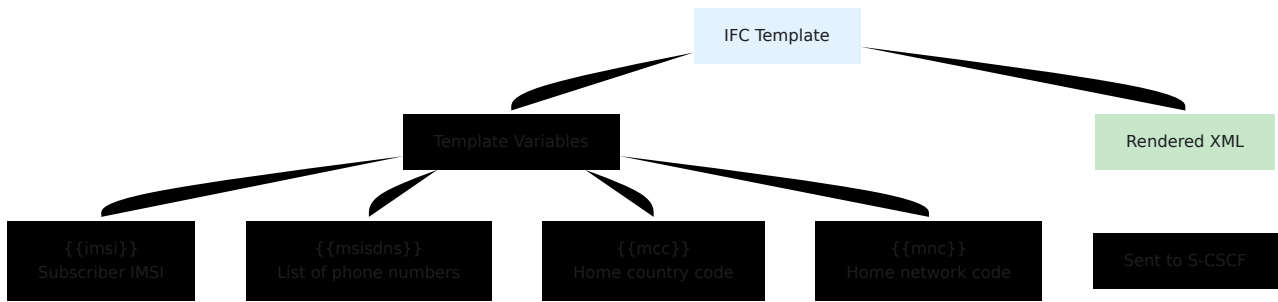 IFC Template
Template Variables
Rendered XML
{{imsi}}
Subscriber IMSI
{{msisdns}}
List of phone numbers
{{mcc}}
Home country code
{{mnc}}
Home network code
Sent to S-CSCF